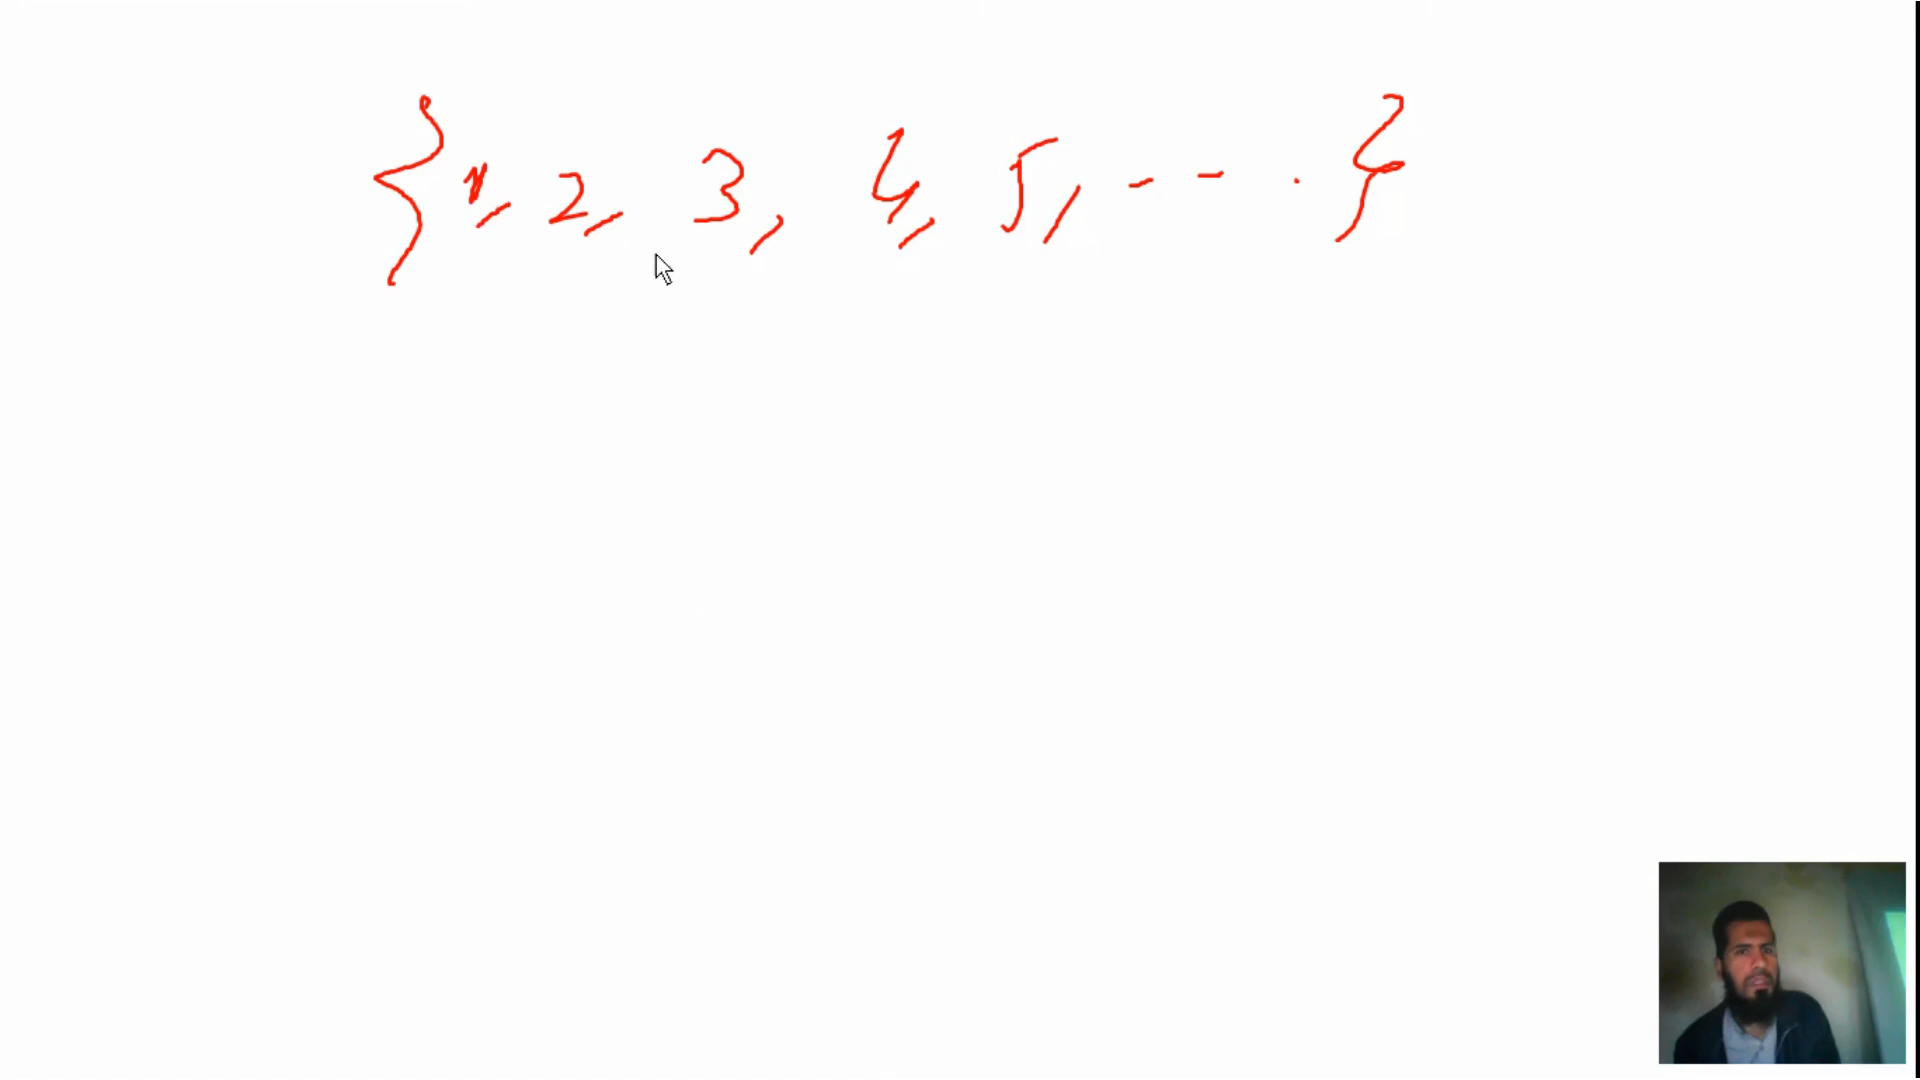 {1, 2, 3, 4, 5, - - . }